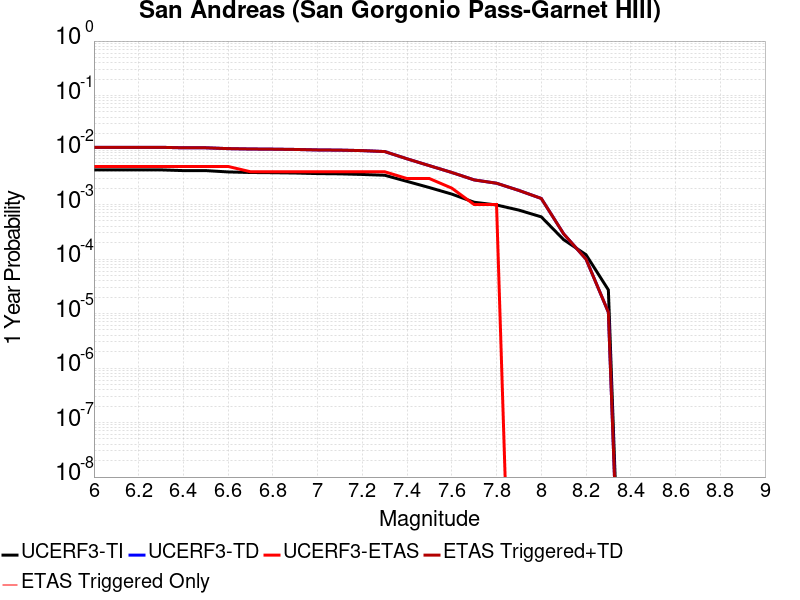 San Andreas (San Gorgonio Pass-Garnet HIll)
10^0
10^-1
10^-2
10^-3
10^-4
10^-5
10^-6
10^-7
10^-8
1 Year Probability
6 6.2 6.4 6.6 6.8 7 7.2 7.4 7.6 7.8 8 8.2 8.4 8.6 8.8 9
Magnitude
UCERF3-TI UCERF3-TD UCERF3-ETAS ETAS Triggered+TD
ETAS Triggered Only